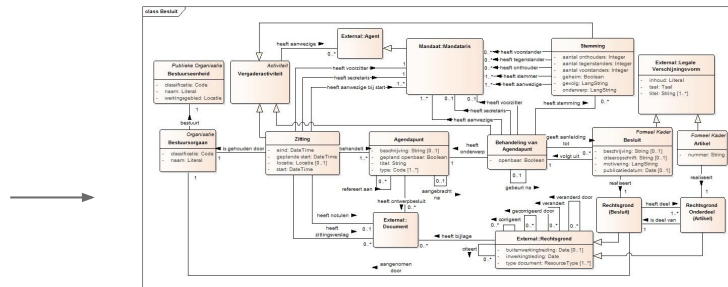 class Besluit
Publieke Organisatie
Bestuurseenheid
- classificatie: Code
- naam: Literal
- werkingsgebied: Locatie
1
bestuurt
1
Organisatie
Bestuursorgaan
- classificatie: Code
- naam: Literal
Activiteit
Vergaderactiviteit
heeft aanwezige
0..*
External::Agent
Mandaat::Mandataris
Stemming
- aantal onthouders: Integer
- aantal tegenstanders: Integer
- aantal voorstanders: Integer
- geheim: Boolean
- gevolg: LangString
- onderwerp: LangString
External::Legale
Verschijningsvorm
- inhoud: Literal
- taal: Taal
- titel: String [1..*]
heeft voorstander
heeft tegenstander
heeft onthouder
heeft stemmer
heeft aanwezige
heeft voorzitter
heeft secretaris
heeft aanwezige bij start
heeft voorzitter
heeft secretaris
heeft aanwezige
heeft stemming
is gehouden door
Zitting
- eind: DateTime
- geplande start: DateTime
- locatie: Locatie [0..1]
- start: DateTime
behandelt
Agendapunt
- beschrijving: String [0..1]
- gepland openbaar: Boolean
- titel: String
- type: Code [1..*]
heeft
onderwerp
Behandeling van
Agendapunt
- openbaar: Boolean
geeft aanleiding
tot
volgt uit
Formeel Kader
Besluit
- beschrijving: String [0..1]
- citeeropschrift: String [0..1]
- motivering: LangString
- publicatiedatum: Date [0..1]
Formeel Kader
Artikel
- nummer: String
refereert aan
aangebracht
na
gebeurt na
heeft ontwerpbesluit
realiseert
realiseert
heeft notulen
heeft
zittingsverslag
External::
Document
heeft bijlage
corrigeert
gecorrigeerd door
verandert
veranderd door
citeert
External::Rechtsgrond
- buitenwerkingtreding: Date [0..1]
- inwerkingtreding: Date
- type document: ResourceType [1..*]
Rechtsgrond
(Besluit)
heeft deel
is deel van
Rechtsgrond
Onderdeel
(Artikel)
aangenomen
door